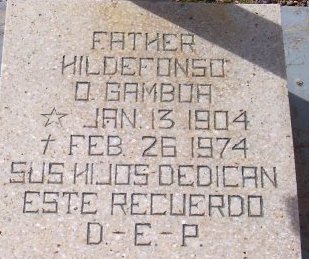 FATHER
HILDEFONSO
O. GAMBOA
☆ JAN. 13 1904
† FEB. 26 1974
SUS HIJOS DEDICAN
ESTE RECUERDO
D.-E-P.